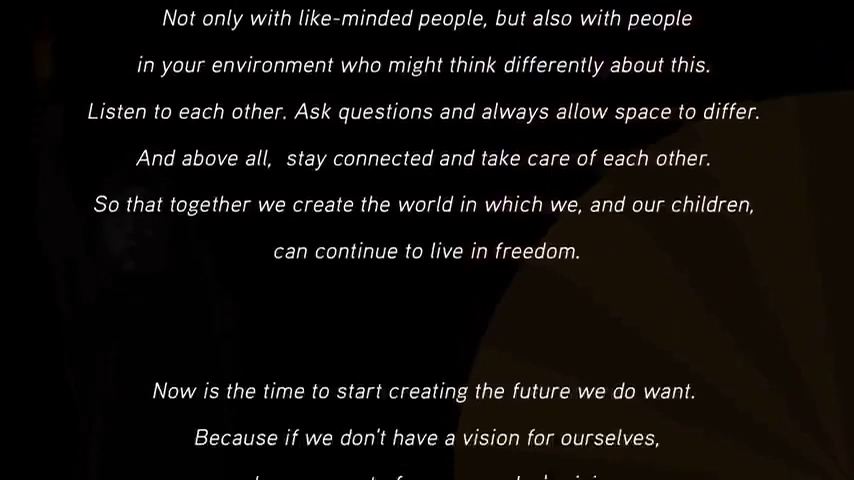 Not only with like-minded people, but also with people
in your environment who might think differently about this.
Listen to each other. Ask questions and always allow space to differ.
And above all, stay connected and take care of each other.
So that together we create the world in which we, and our children,
can continue to live in freedom.
Now is the time to start creating the future we do want.
Because if we don't have a vision for ourselves,